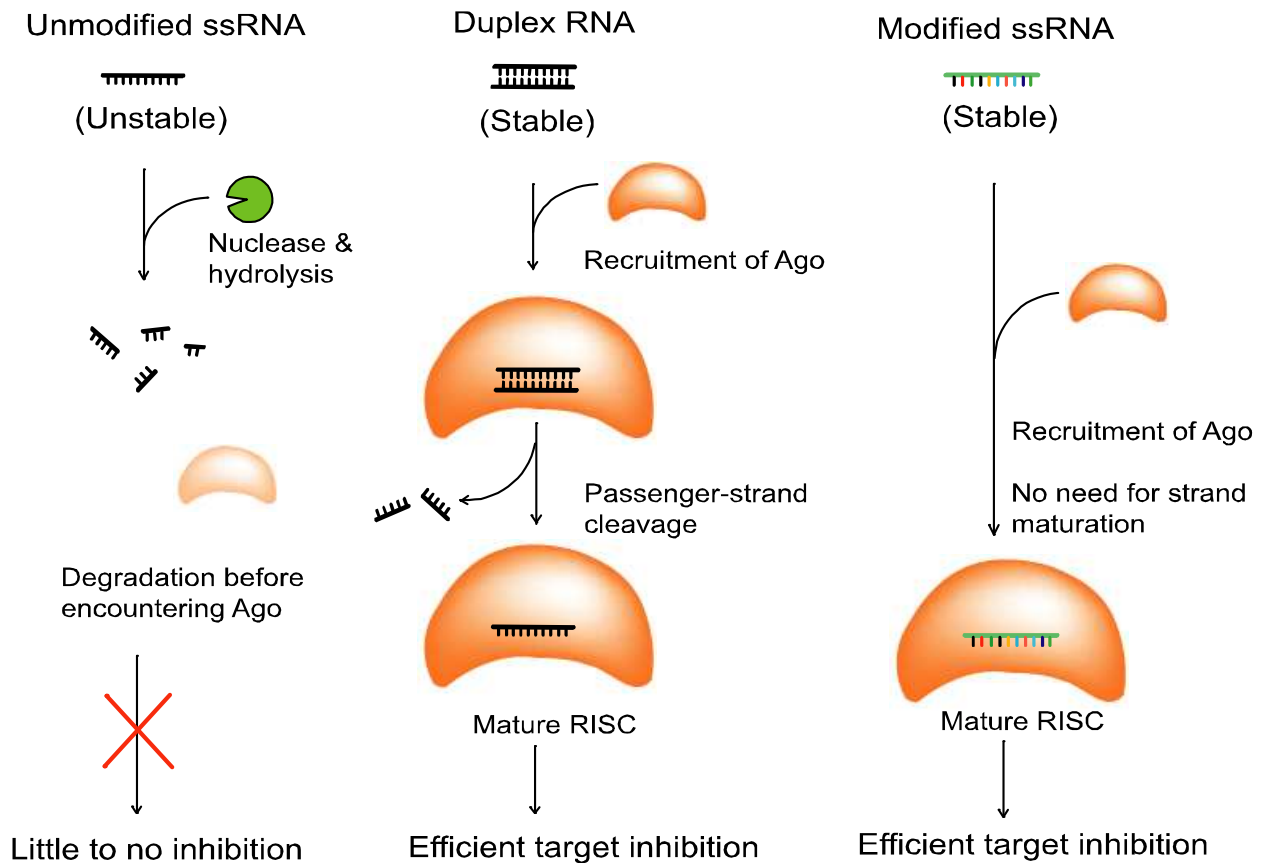 Unmodified ssRNA
(Unstable)
Nuclease &
hydrolysis
Degradation before
encountering Ago
Little to no inhibition
Duplex RNA
(Stable)
Recruitment of Ago
Passenger-strand
cleavage
Mature RISC
Efficient target inhibition
Modified ssRNA
(Stable)
Recruitment of Ago
No need for strand
maturation
Mature RISC
Efficient target inhibition